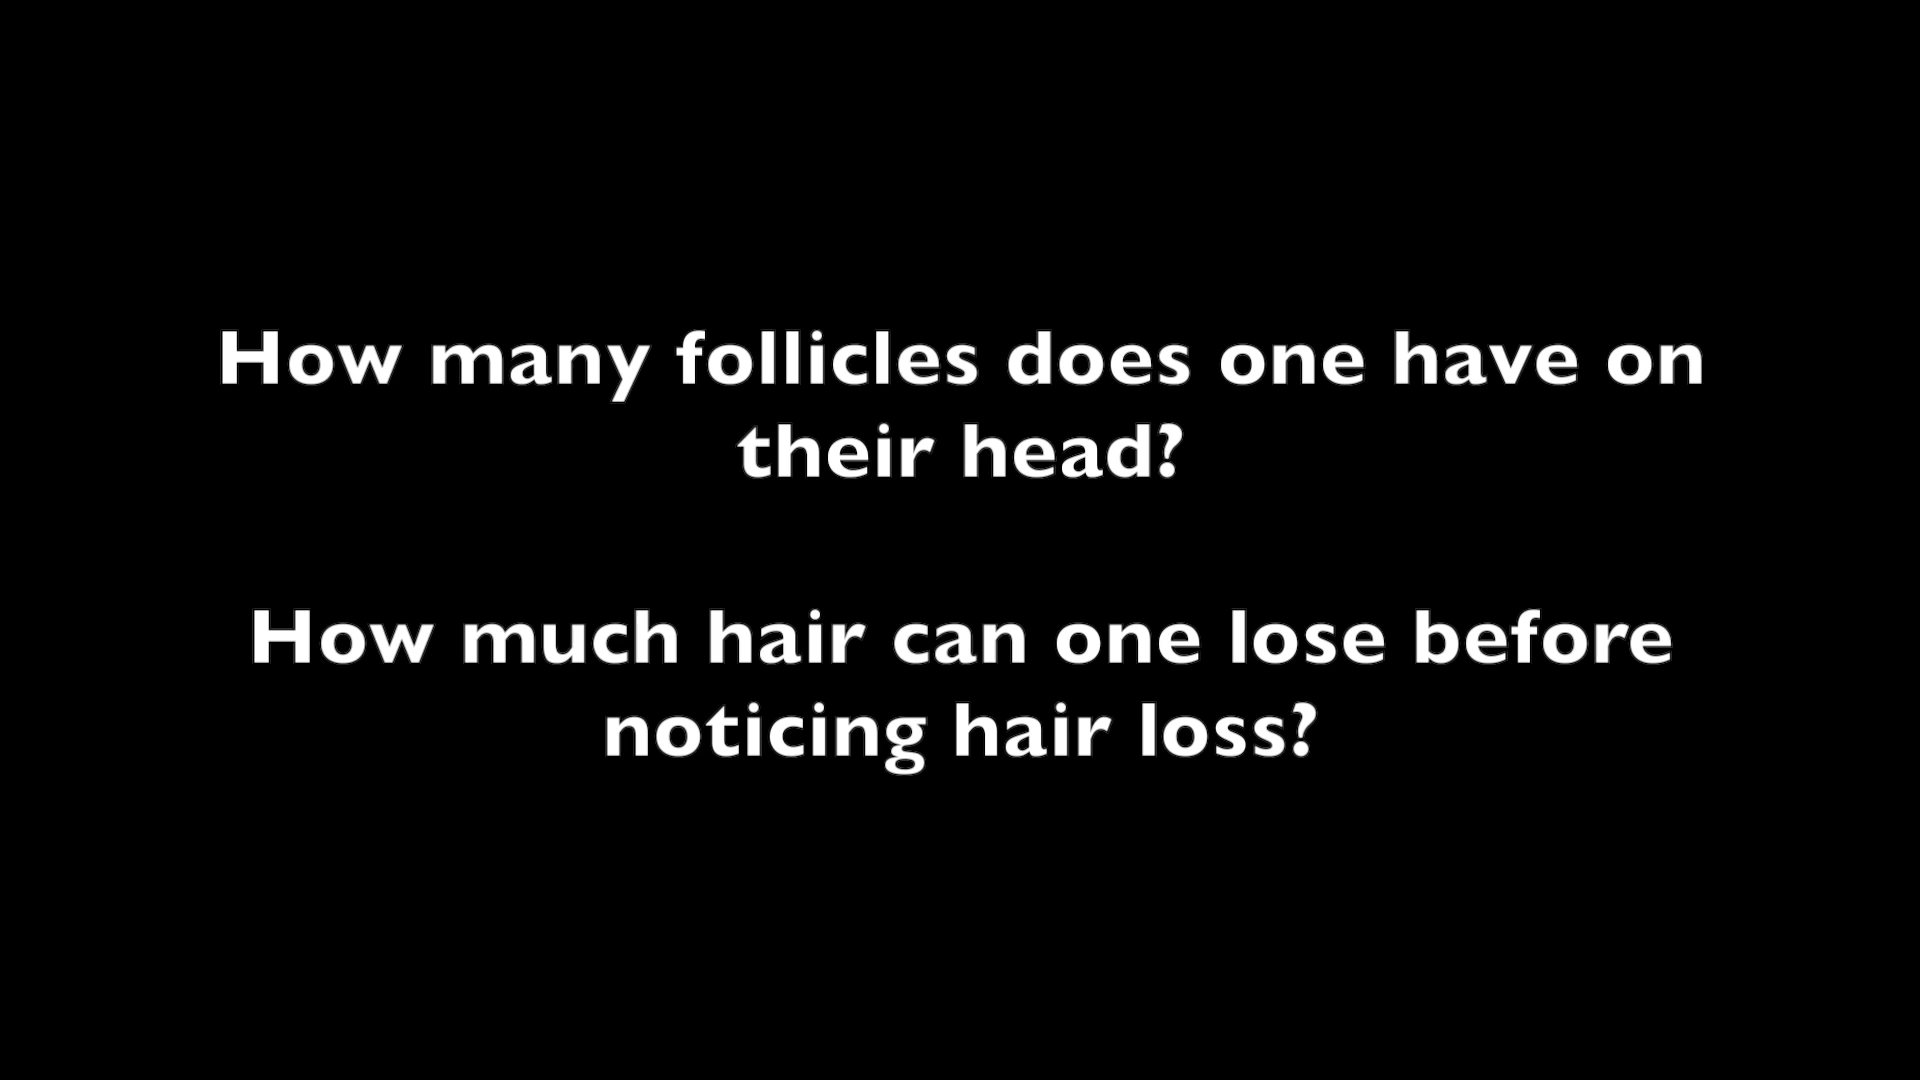 How many follicles does one have on
their head?
How much hair can one lose before
noticing hair loss?